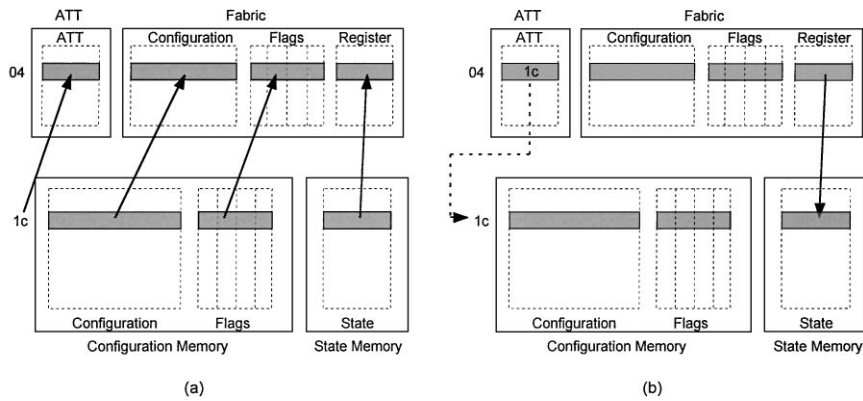 ATT Fabric
ATT Configuration Flags Register
04
1c
Configuration Flags State
Configuration Memory State Memory
(a)
ATT Fabric
ATT Configuration Flags Register
04 1c
1c
Configuration Flags State
Configuration Memory State Memory
(b)